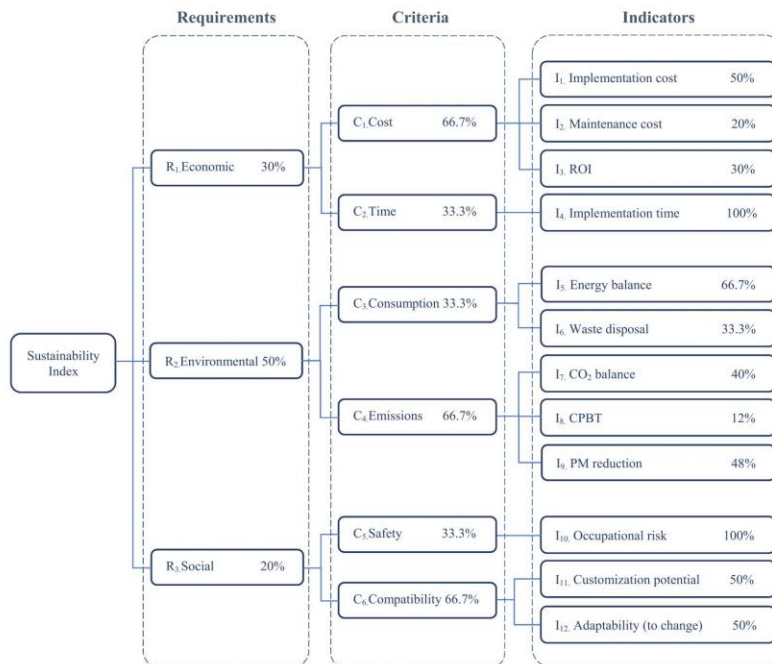 Requirements
Criteria
Indicators
Sustainability
Index
R1.Economic 30%
R2.Environmental 50%
R3.Social 20%
C1.Cost 66.7%
C2.Time 33.3%
C3.Consumption 33.3%
C4.Emissions 66.7%
C5.Safety 33.3%
C6.Compatibility 66.7%
I1. Implementation cost 50%
I2. Maintenance cost 20%
I3. ROI 30%
I4. Implementation time 100%
I5. Energy balance 66.7%
I6. Waste disposal 33.3%
I7. CO2 balance 40%
I8. CPBT 12%
I9. PM reduction 48%
I10. Occupational risk 100%
I11. Customization potential 50%
I12. Adaptability (to change) 50%